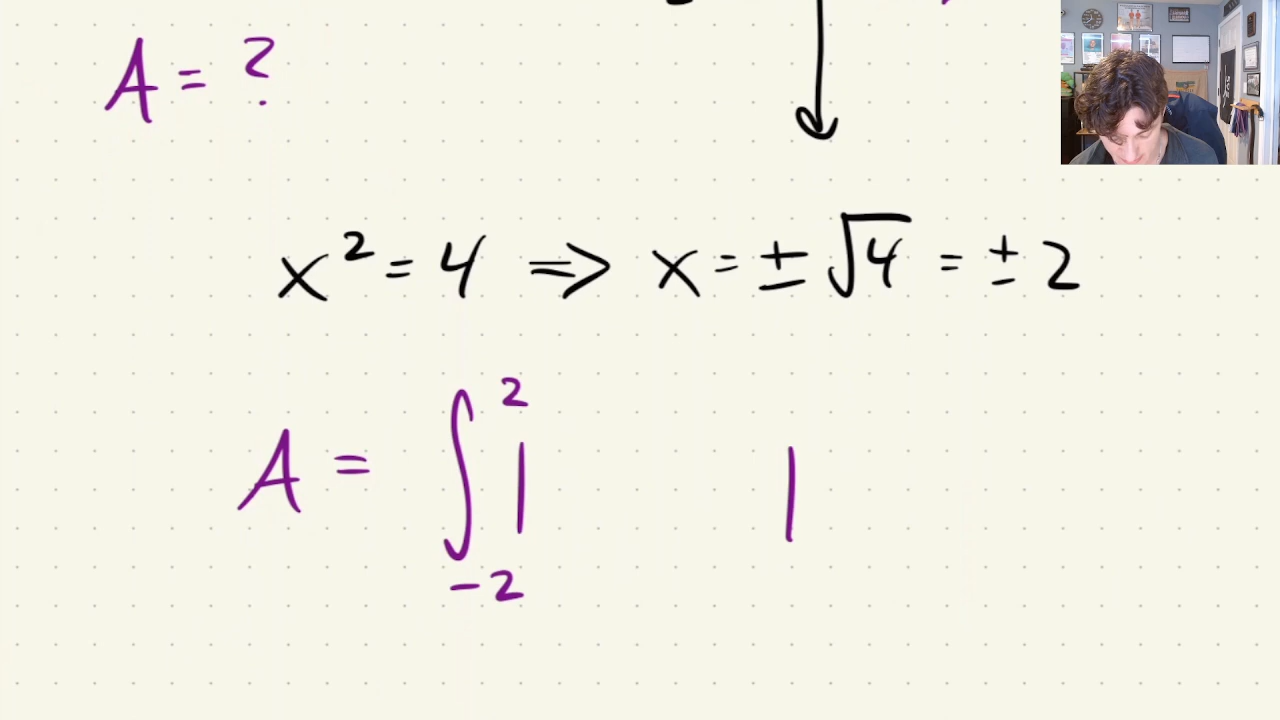 A = ?
x² = 4 => x = ± √4 = ± 2
A = ∫₋₂² | |